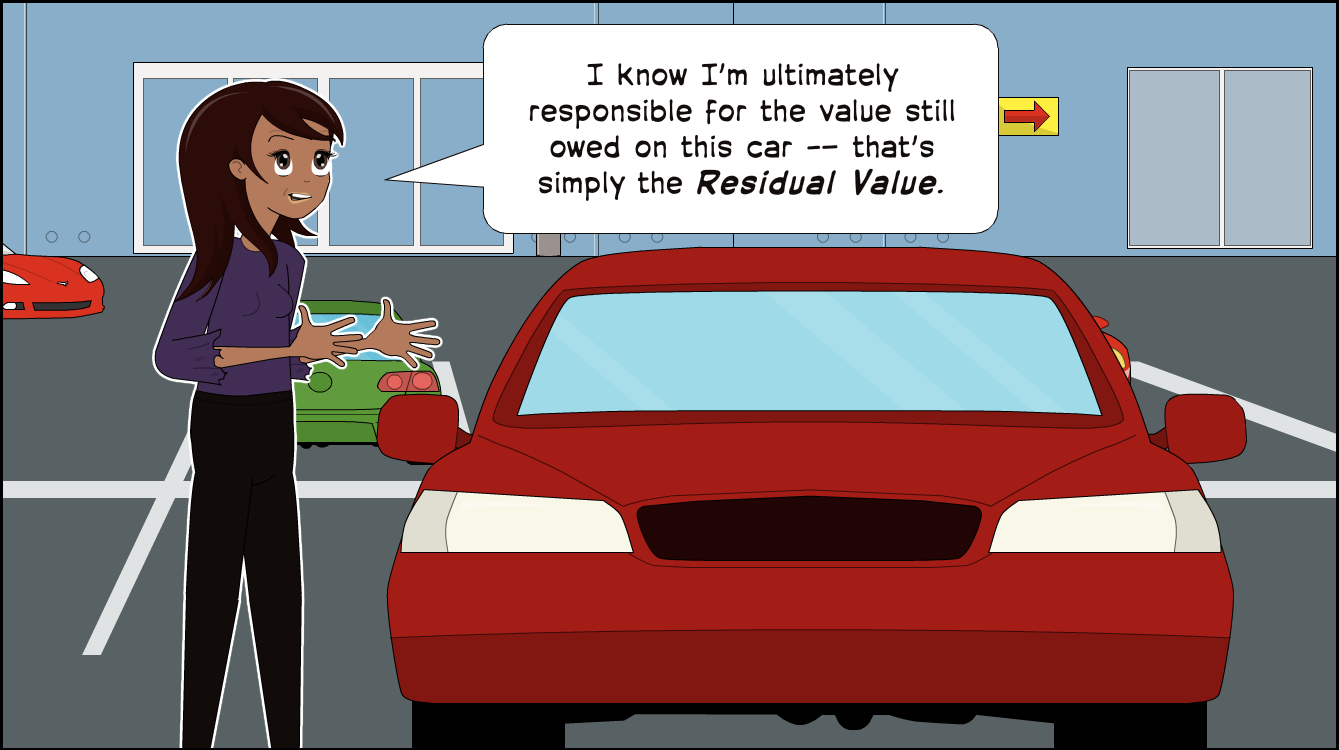 I know I'm ultimately
responsible for the value still
owed on this car -- that's
simply the Residual Value.